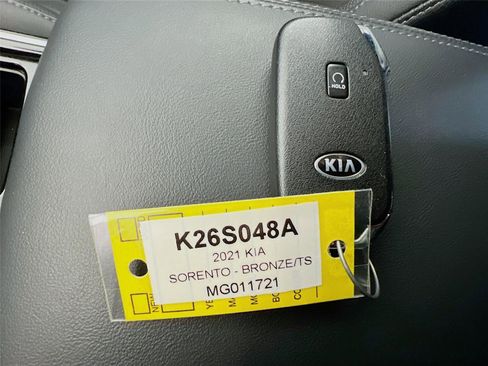 HOLD
KIA
K26S048A
2021 KIA
SORENTO - BRONZE/TS
MG011721